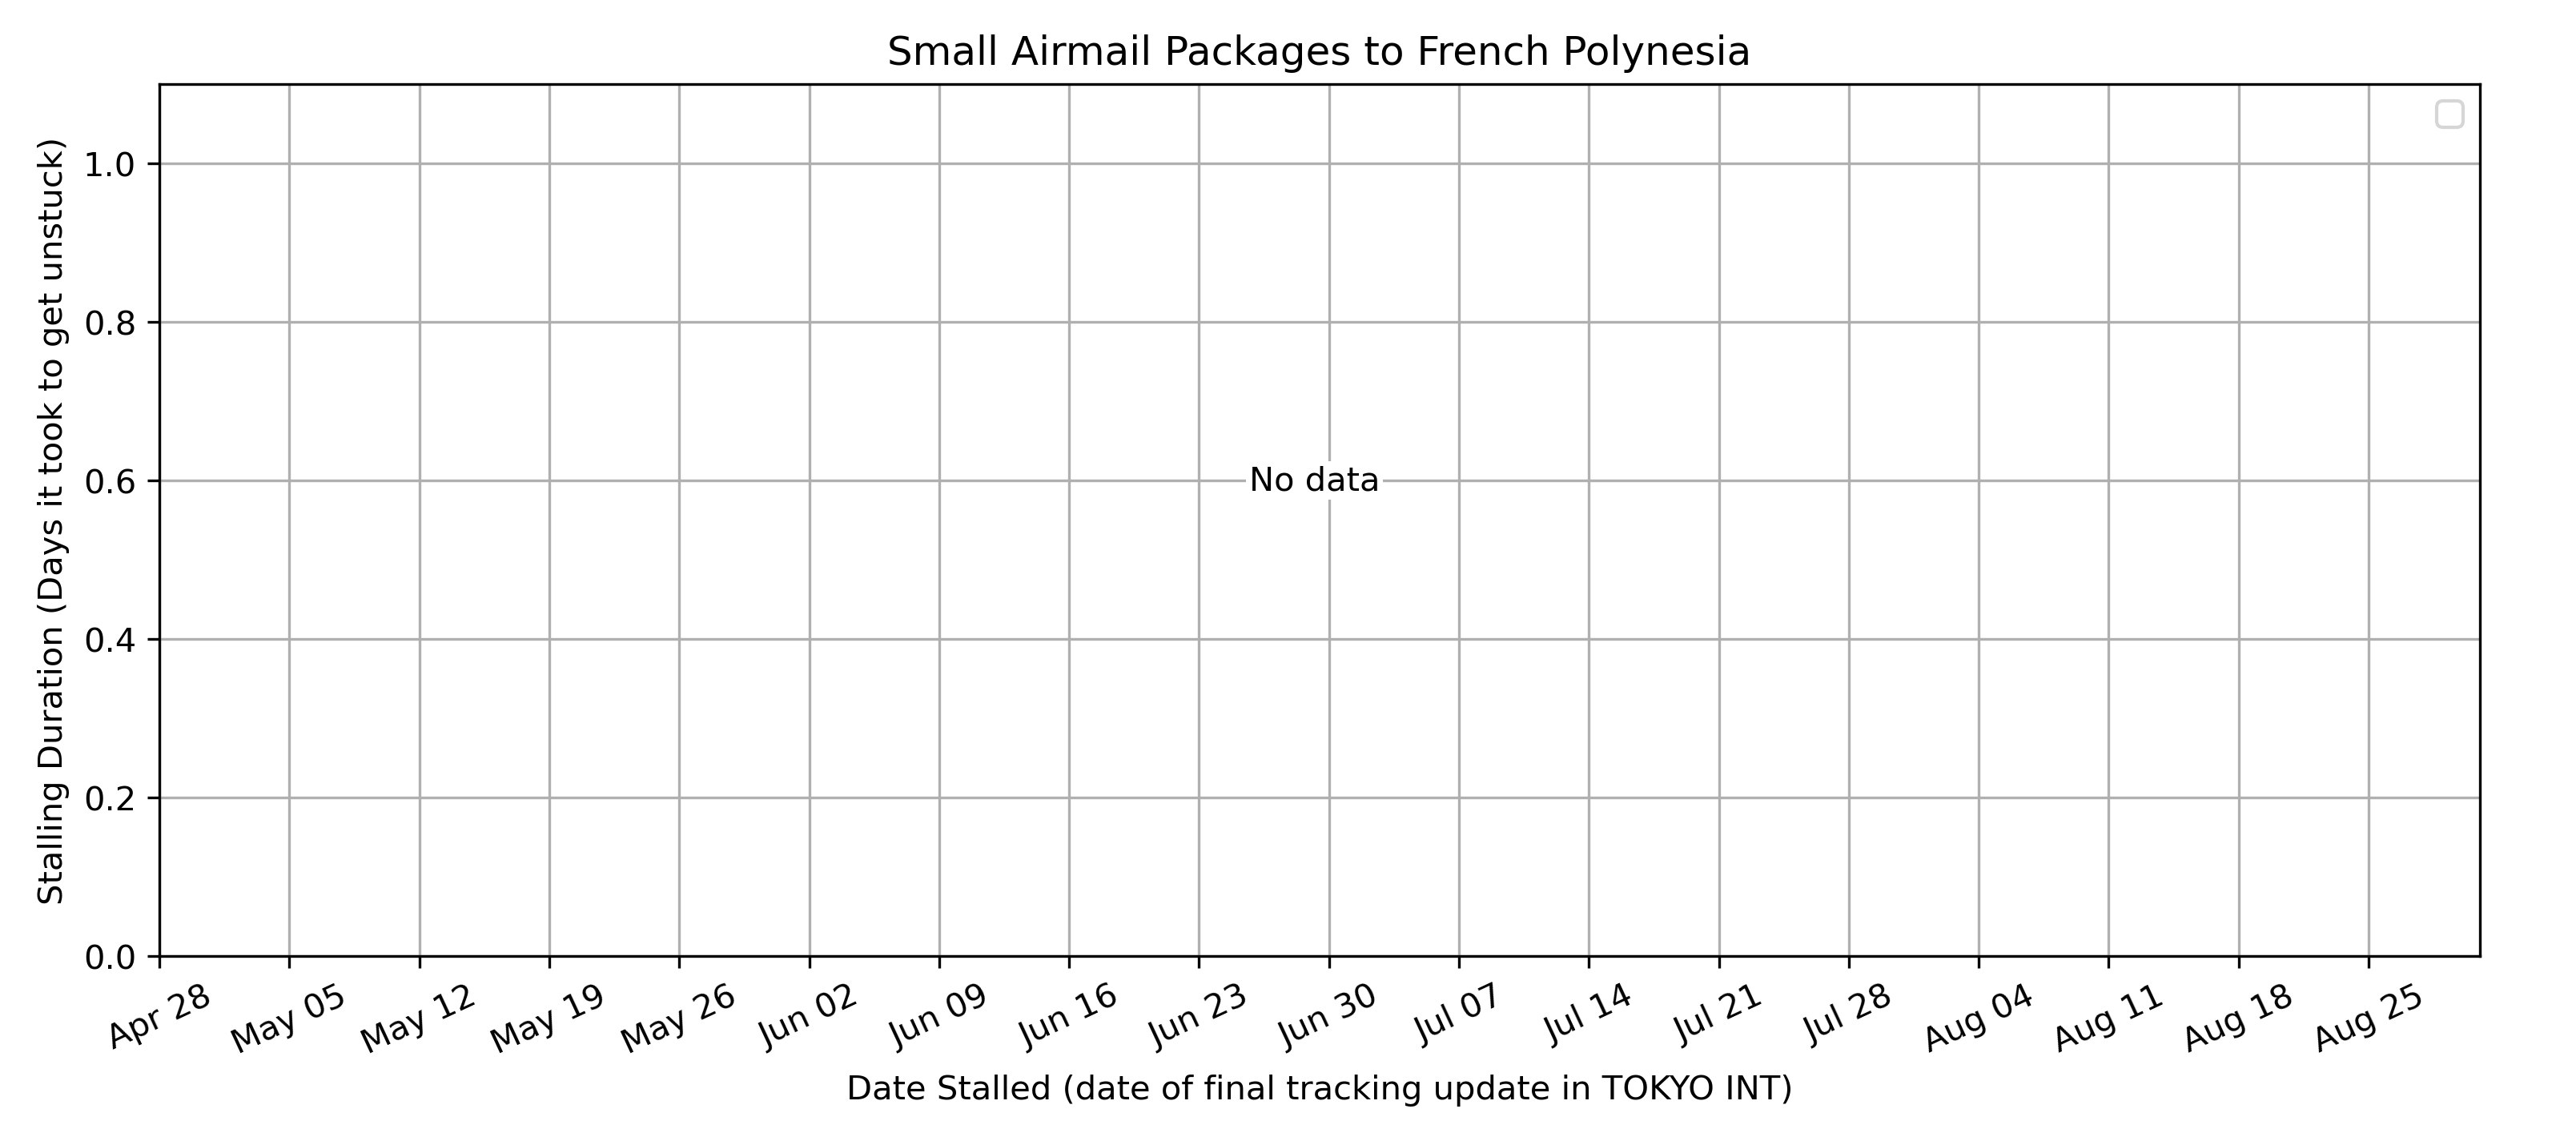 Small Airmail Packages to French Polynesia
Stalling Duration (Days it took to get unstuck)
1.0
0.8
0.6
0.4
0.2
0.0
No data
Apr 28
May 05
May 12
May 19
May 26
Jun 02
Jun 09
Jun 16
Jun 23
Jun 30
Jul 07
Jul 14
Jul 21
Jul 28
Aug 04
Aug 11
Aug 18
Aug 25
Date Stalled (date of final tracking update in TOKYO INT)